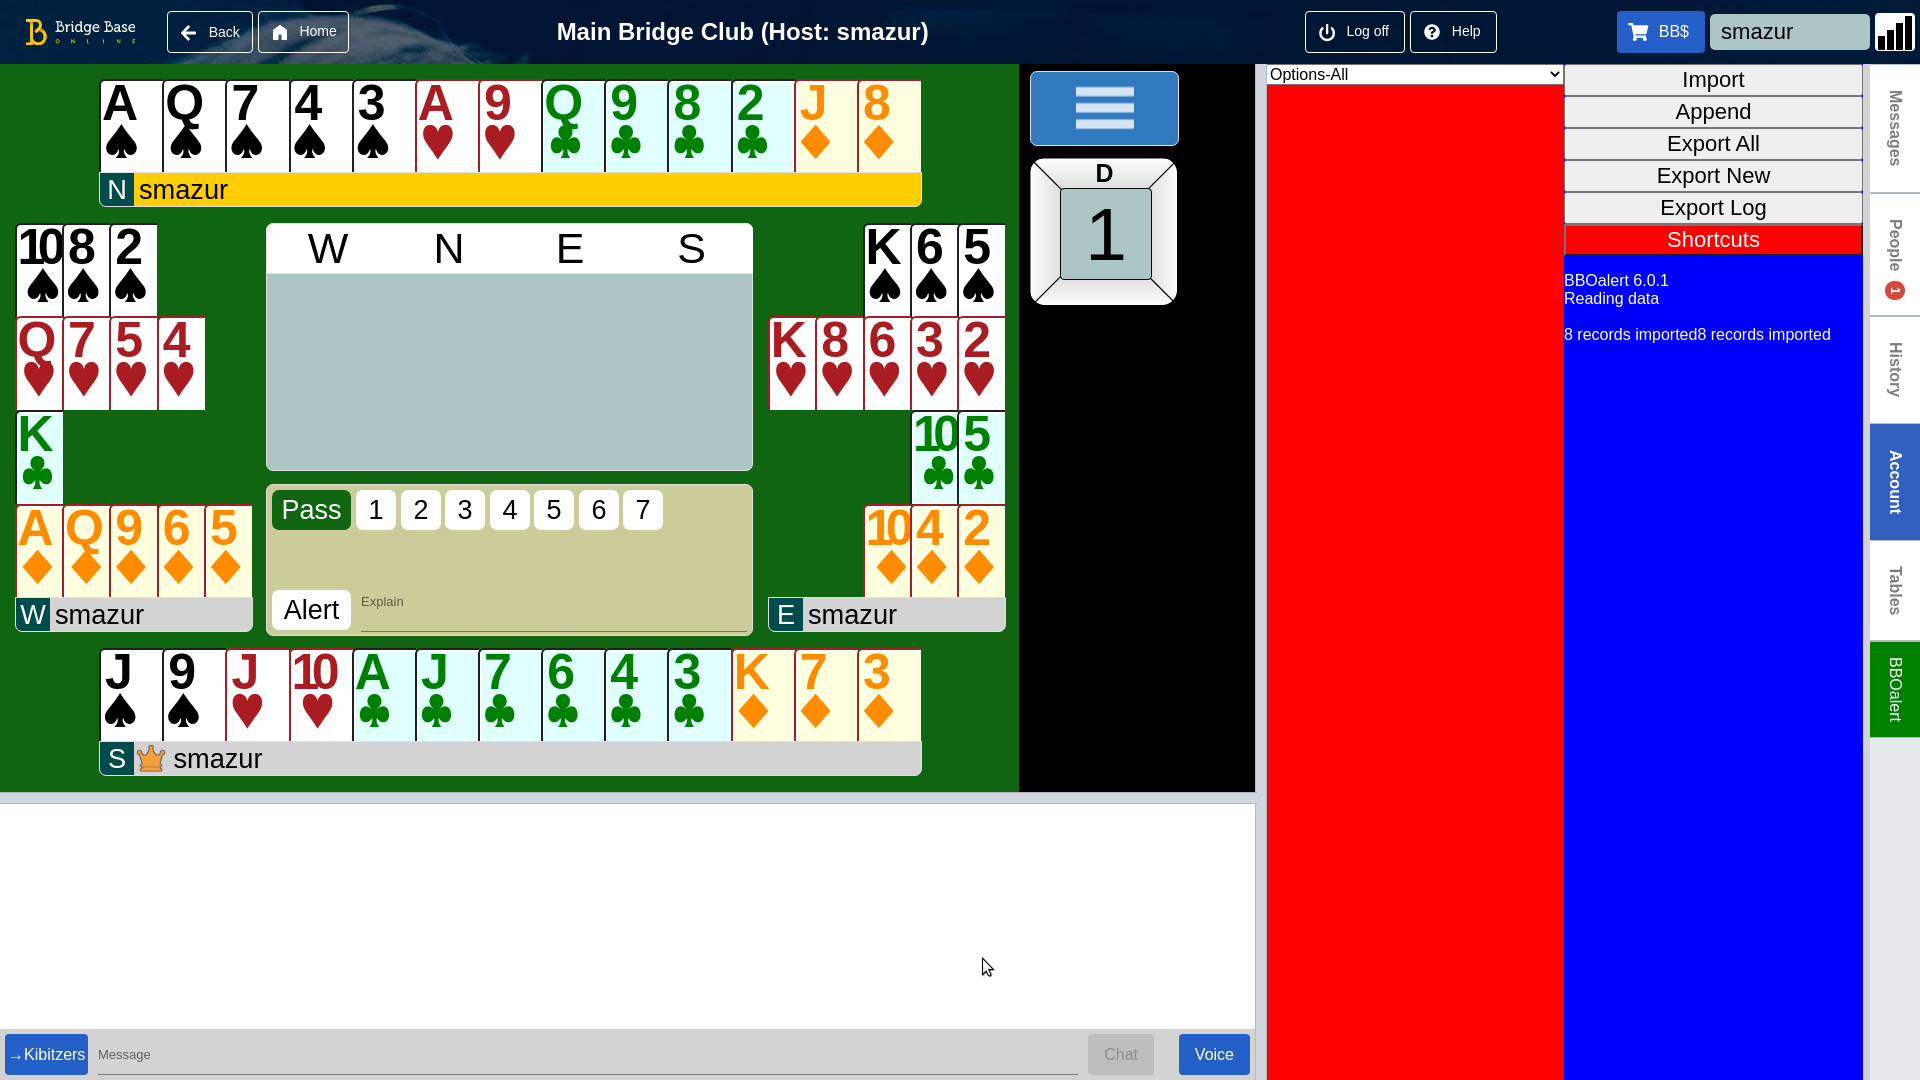 Bridge Base
ONLINE
Back
Home
Main Bridge Club (Host: smazur)
Log off
Help
BB$
smazur
A Q 7 4 3 A 9 Q 9 8 2 J 8
N smazur
10 8 2
Q 7 5 4
K
A Q 9 6 5
W smazur
W N E S
Pass 1 2 3 4 5 6 7
Alert Explain
K 6 5
K 8 6 3 2
10 5
10 4 2
E smazur
J 9 J 10 A J 7 6 4 3 K 7 3
S smazur
D
1
Options-All
Import
Append
Export All
Export New
Export Log
Shortcuts
BBOalert 6.0.1
Reading data
8 records imported8 records imported
Messages
People 1
History
Account
Tables
BBOalert
→Kibitzers
Message
Chat
Voice